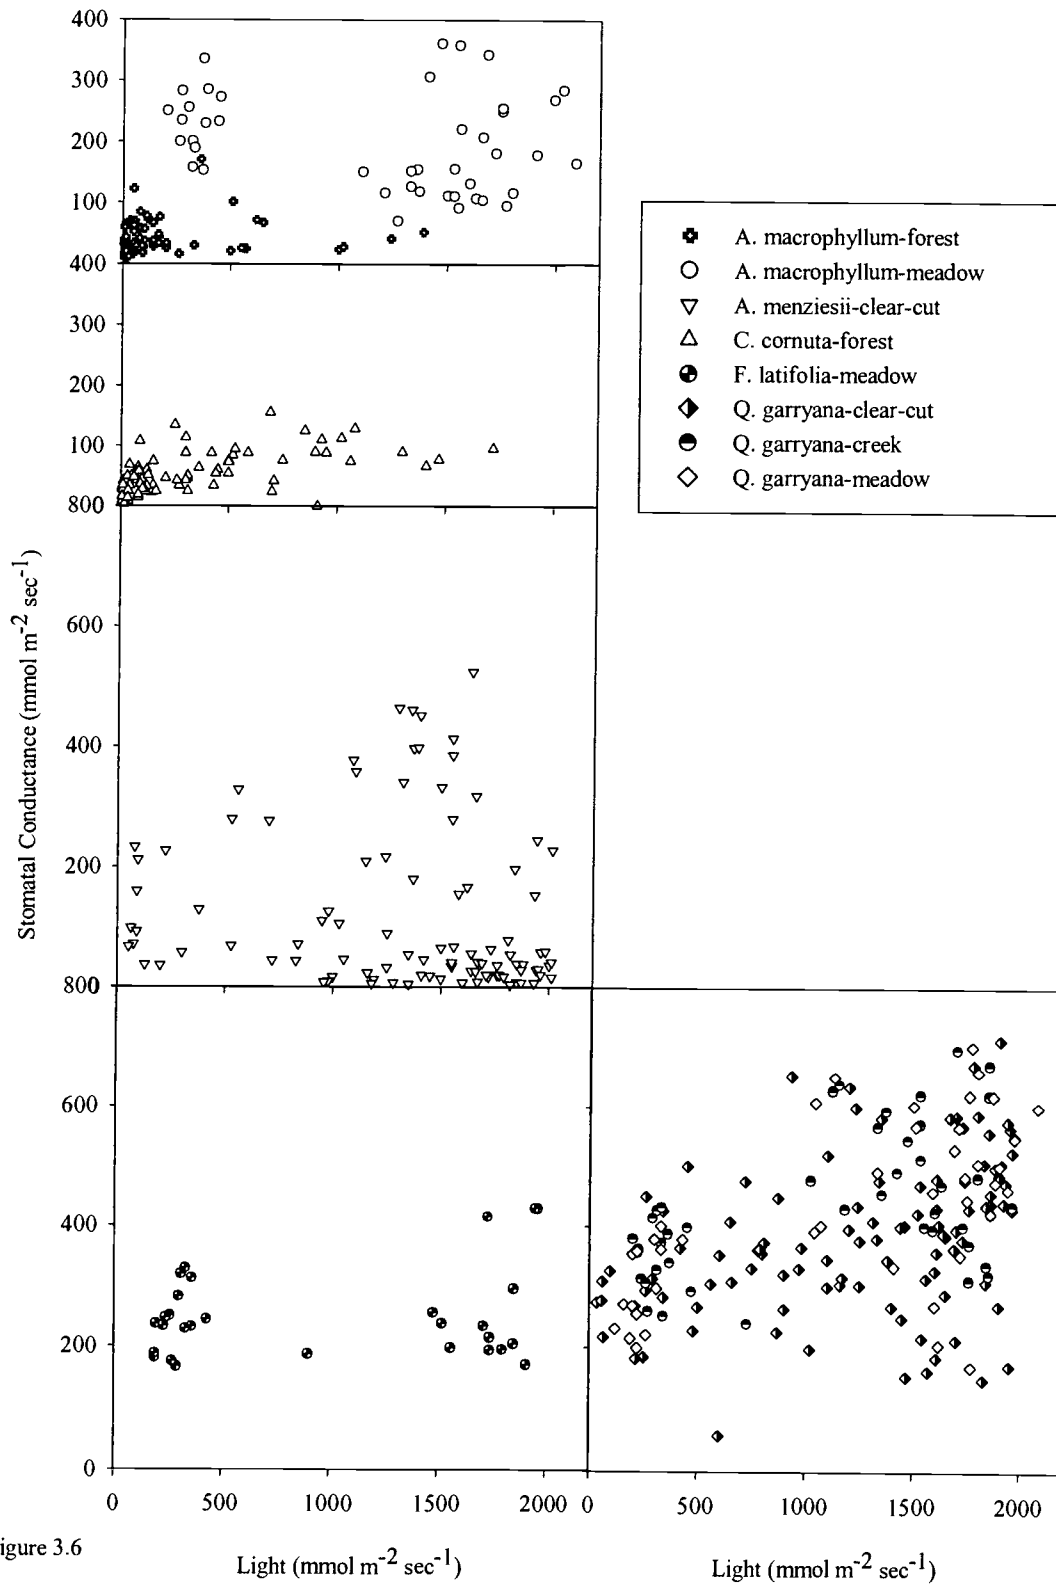 400
300
200
100
400
300
200
100
800
600
400
200
800
600
400
200
0
0 500 1000 1500 2000 0 500 1000 1500 2000
Stomatal Conductance (mmol m-2 sec-1)
A. macrophyllum-forest
A. macrophyllum-meadow
A. menziesii-clear-cut
C. cornuta-forest
F. latifolia-meadow
Q. garryana-clear-cut
Q. garryana-creek
Q. garryana-meadow
igure 3.6
Light (mmol m-2 sec-1) Light (mmol m-2 sec-1)